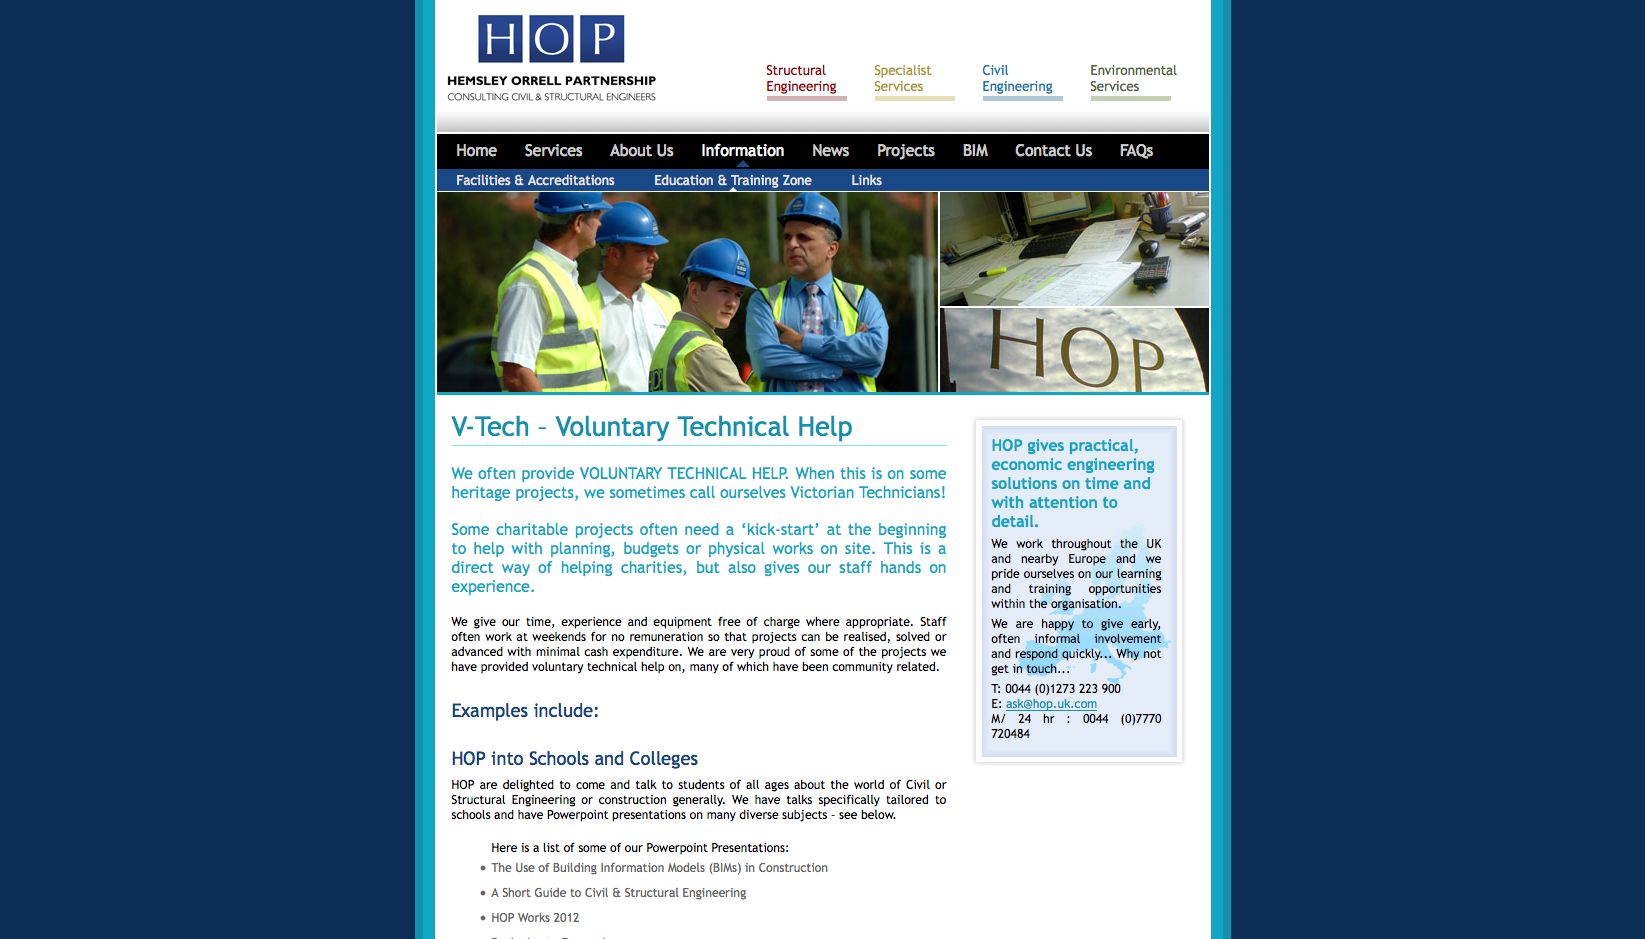 HOP
HEMSLEY ORRELL PARTNERSHIP
CONSULTING CIVIL & STRUCTURAL ENGINEERS
Structural
Engineering
Specialist
Services
Civil
Engineering
Environmental
Services
Home Services About Us Information News Projects BIM Contact Us FAQs
Facilities & Accreditations Education & Training Zone Links
HOP
V-Tech – Voluntary Technical Help
We often provide VOLUNTARY TECHNICAL HELP. When this is on some
heritage projects, we sometimes call ourselves Victorian Technicians!
Some charitable projects often need a ‘kick-start’ at the beginning
to help with planning, budgets or physical works on site. This is a
direct way of helping charities, but also gives our staff hands on
experience.
We give our time, experience and equipment free of charge where appropriate. Staff
often work at weekends for no remuneration so that projects can be realised, solved or
advanced with minimal cash expenditure. We are very proud of some of the projects we
have provided voluntary technical help on, many of which have been community related.
Examples include:
HOP into Schools and Colleges
HOP are delighted to come and talk to students of all ages about the world of Civil or
Structural Engineering or construction generally. We have talks specifically tailored to
schools and have Powerpoint presentations on many diverse subjects – see below.
Here is a list of some of our Powerpoint Presentations:
• The Use of Building Information Models (BIMs) in Construction
• A Short Guide to Civil & Structural Engineering
• HOP Works 2012
HOP gives practical,
economic engineering
solutions on time and
with attention to
detail.
We work throughout the UK
and nearby Europe and we
pride ourselves on our learning
and training opportunities
within the organisation.
We are happy to give early,
often informal involvement
and respond quickly... Why not
get in touch...
T: 0044 (0)1273 223 900
E: ask@hop.uk.com
M/ 24 hr : 0044 (0)7770
720484